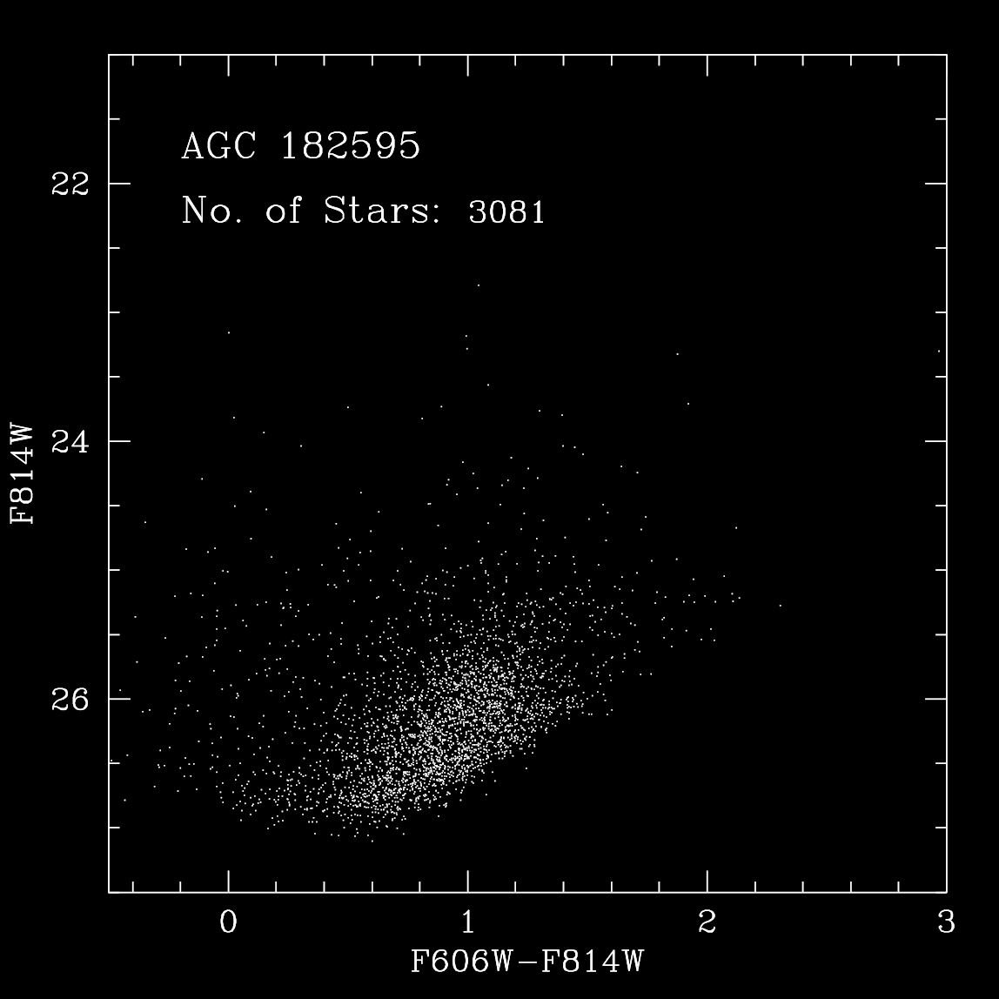 AGC 182595
No. of Stars: 3081
22
24
26
F814W
0 1 2 3
F606W-F814W